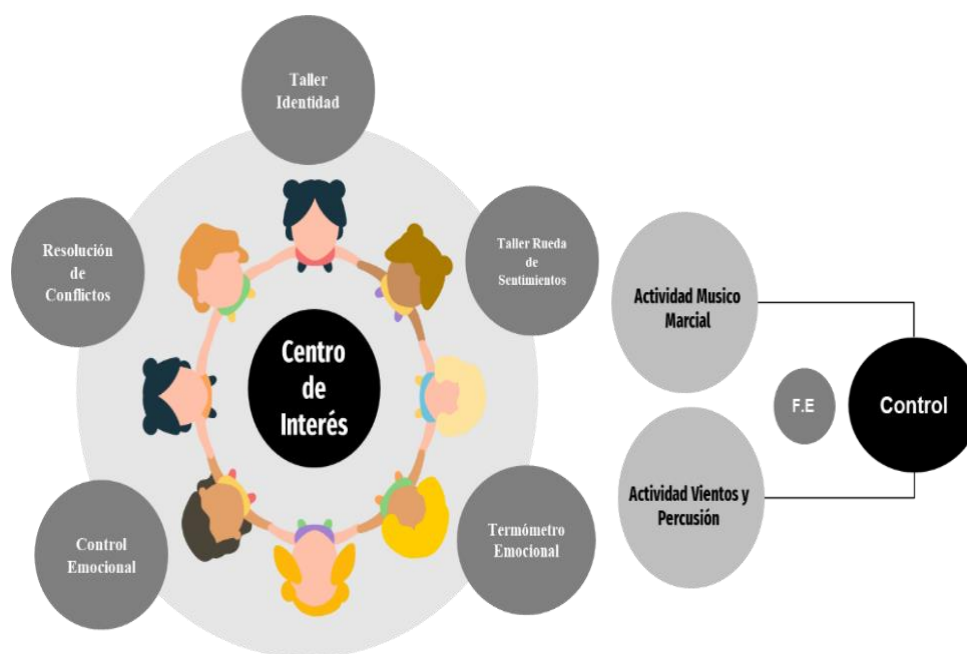 Taller
Identidad
Resolución
de
Conflictos
Taller Rueda
de
Sentimientos
Centro
de
Interés
Control
Emocional
Termómetro
Emocional
Actividad Musico
Marcial
F.E
Control
Actividad Vientos y
Percusión